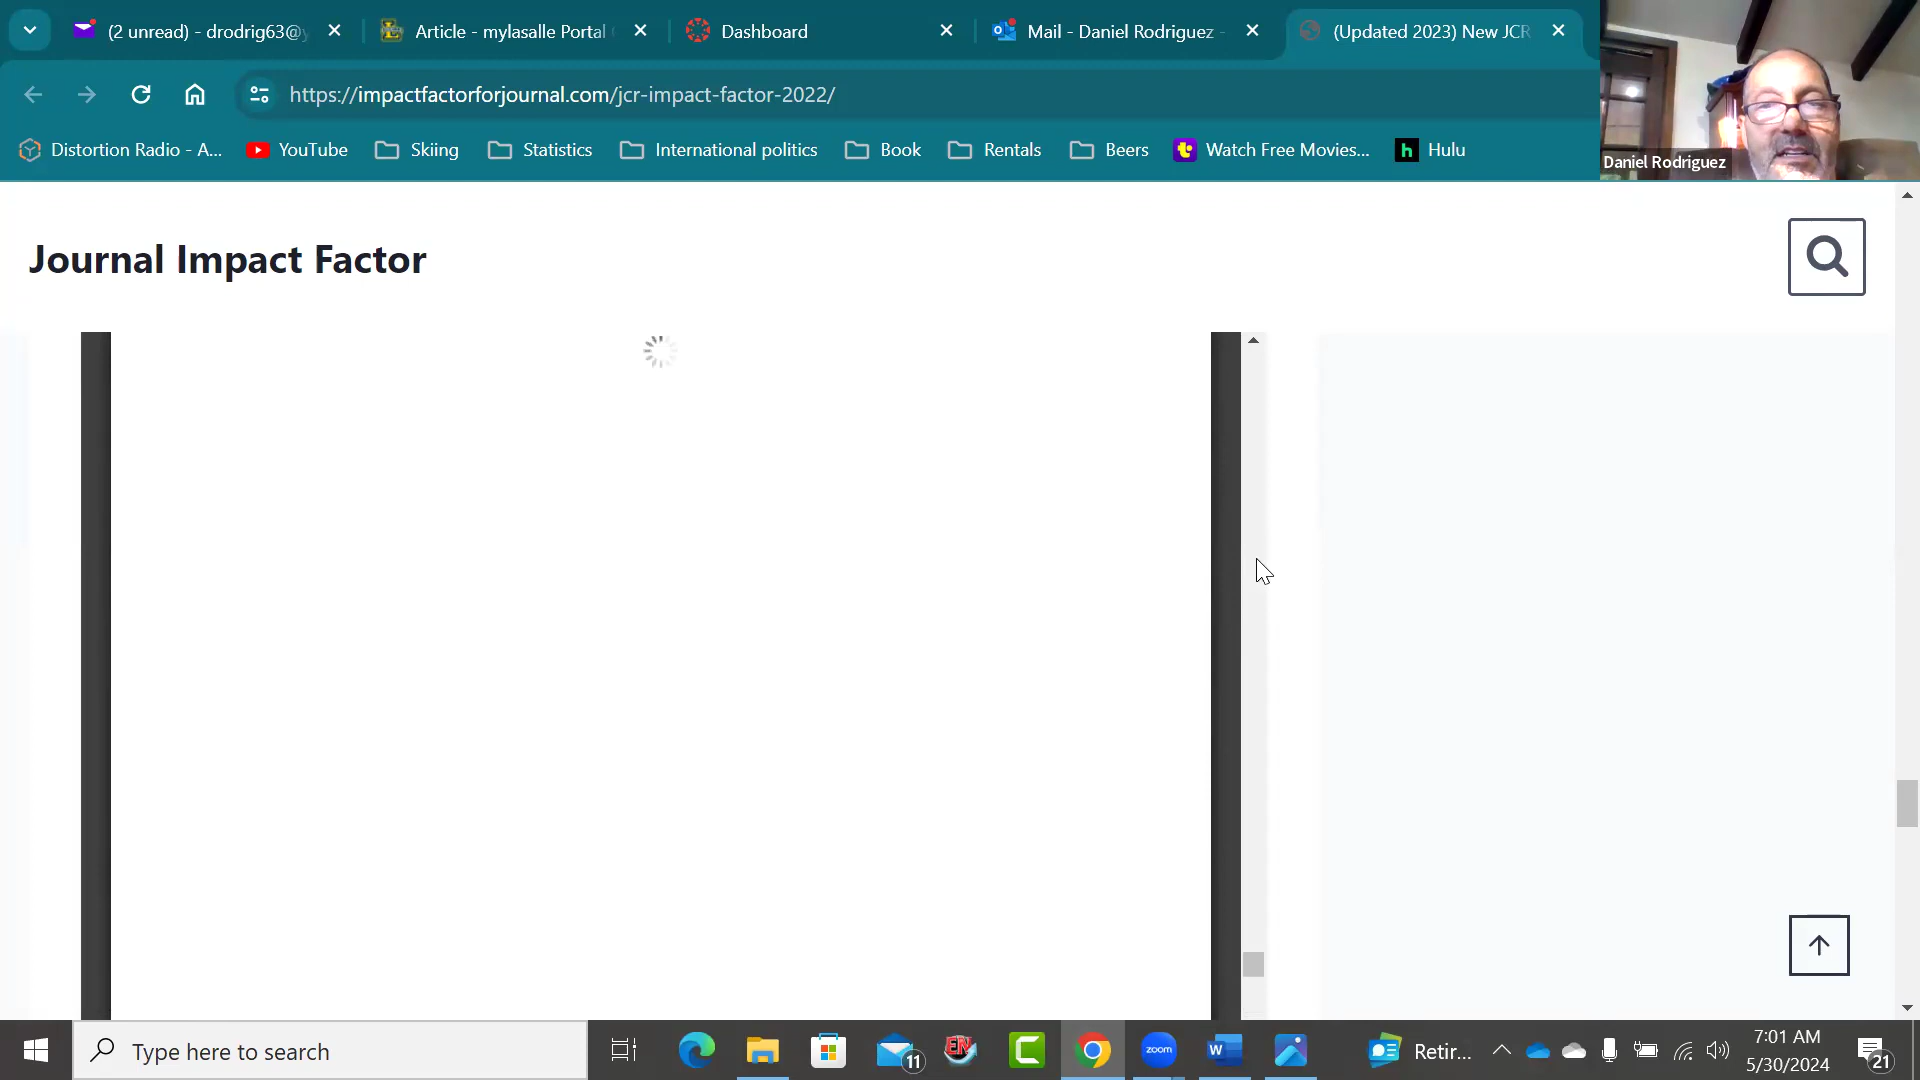 (2 unread) - drodrig63@y
Article - mylasalle Portal
Dashboard
Mail - Daniel Rodriguez -
(Updated 2023) New JCR
https://impactfactorforjournal.com/jcr-impact-factor-2022/
Distortion Radio - A...
YouTube
Skiing
Statistics
International politics
Book
Rentals
Beers
Watch Free Movies...
h Hulu
Daniel Rodriguez
Journal Impact Factor
Type here to search
11
EN
zoom
W
Retir...
7:01 AM
5/30/2024
21